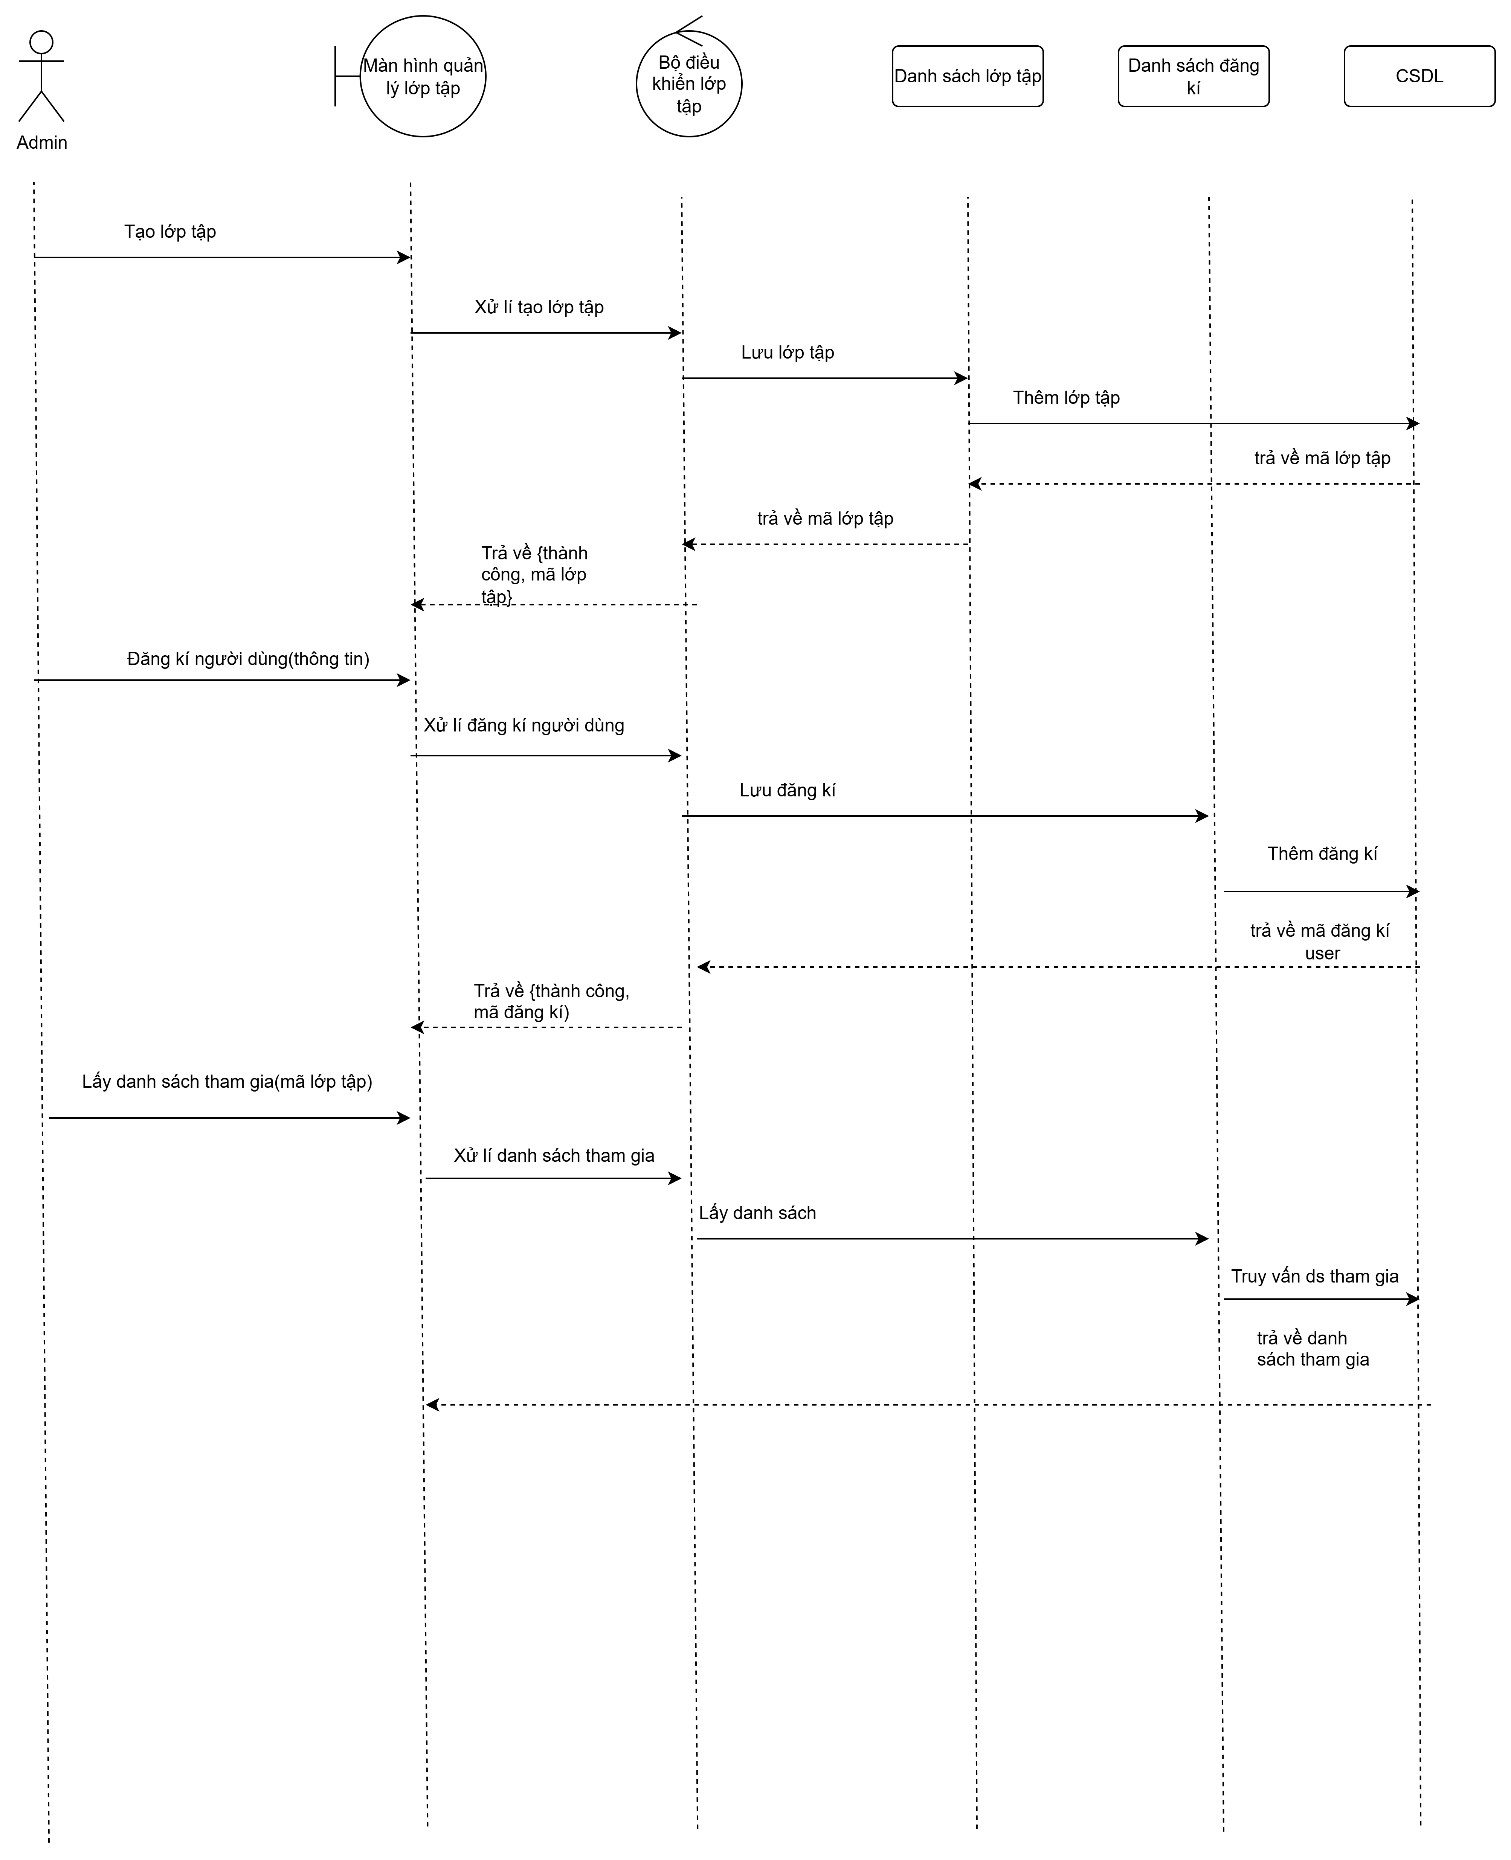 Admin
Màn hình quản
lý lớp tập
Bộ điều
khiển lớp
tập
Danh sách lớp tập
Danh sách đăng
kí
CSDL
Tạo lớp tập
Xử lí tạo lớp tập
Lưu lớp tập
Thêm lớp tập
trả về mã lớp tập
trả về mã lớp tập
Trả về {thành
công, mã lớp
tập}
Đăng kí người dùng(thông tin)
Xử lí đăng kí người dùng
Lưu đăng kí
Thêm đăng kí
trả về mã đăng kí
user
Trả về {thành công,
mã đăng kí)
Lấy danh sách tham gia(mã lớp tập)
Xử lí danh sách tham gia
Lấy danh sách
Truy vấn ds tham gia
trả về danh
sách tham gia